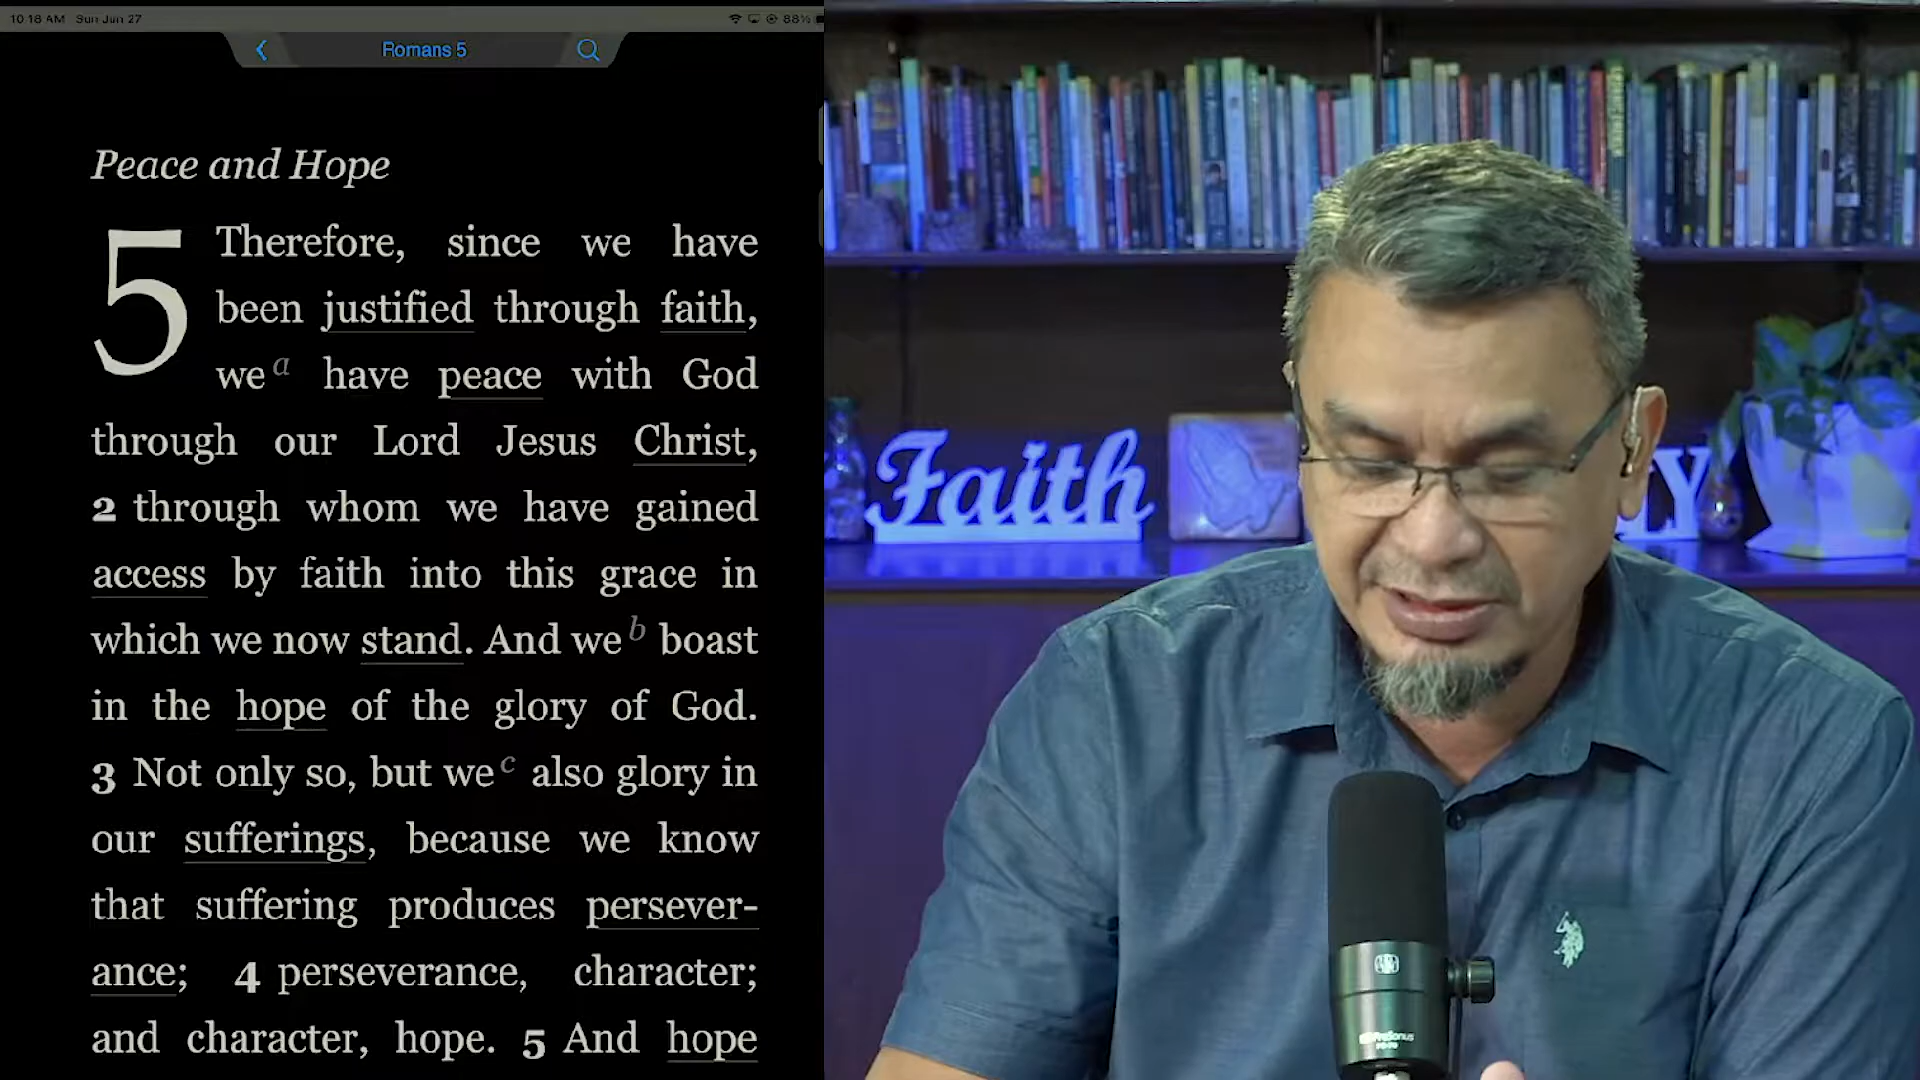 10:18 AM Sun Jun 27
88%
Romans 5
Peace and Hope
5 Therefore, since we have
been justified through faith,
we a have peace with God
through our Lord Jesus Christ,
2 through whom we have gained
access by faith into this grace in
which we now stand. And we b boast
in the hope of the glory of God.
3 Not only so, but we c also glory in
our sufferings, because we know
that suffering produces persever-
ance; 4 perseverance, character;
and character, hope. 5 And hope
Faith
LY
PreSonus